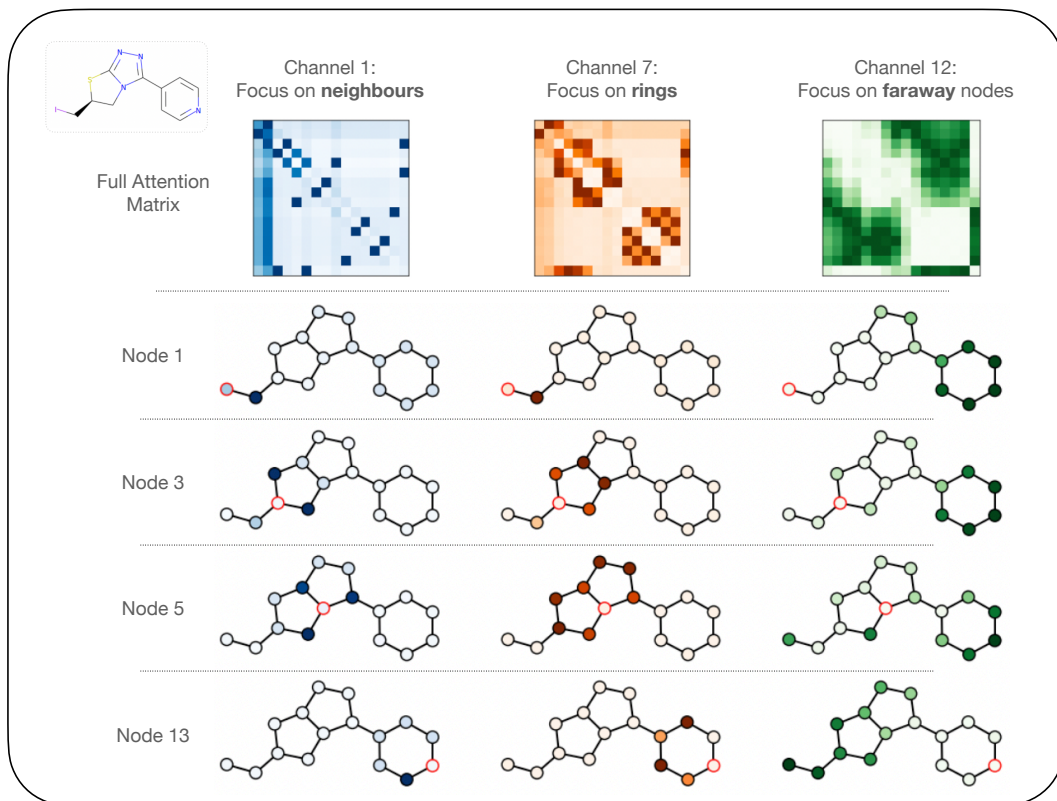 N N
S
N
I
N
Channel 1:
Focus on neighbours
Channel 7:
Focus on rings
Channel 12:
Focus on faraway nodes
Full Attention
Matrix
Node 1
Node 3
Node 5
Node 13